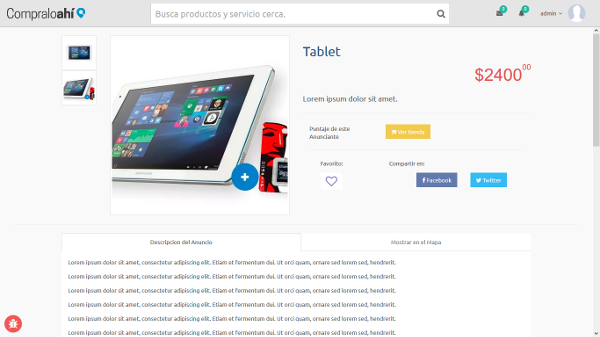 Compraloahí
Busca productos y servicio cerca.
admin
Tablet
$2400⁰⁰
Lorem ipsum dolor sit amet.
Puntaje de este
Anunciante
Ver tienda
Favorito:
Compartir en:
Facebook
Twitter
Descripcion del Anuncio
Mostrar en el Mapa
Lorem ipsum dolor sit amet, consectetur adipiscing elit. Etiam et fermentum dui. Ut orci quam, ornare sed lorem sed, hendrerit.
Lorem ipsum dolor sit amet, consectetur adipiscing elit. Etiam et fermentum dui. Ut orci quam, ornare sed lorem sed, hendrerit.
Lorem ipsum dolor sit amet, consectetur adipiscing elit. Etiam et fermentum dui. Ut orci quam, ornare sed lorem sed, hendrerit.
Lorem ipsum dolor sit amet, consectetur adipiscing elit. Etiam et fermentum dui. Ut orci quam, ornare sed lorem sed, hendrerit.
Lorem ipsum dolor sit amet, consectetur adipiscing elit. Etiam et fermentum dui. Ut orci quam, ornare sed lorem sed, hendrerit.
Lorem ipsum dolor sit amet, consectetur adipiscing elit. Etiam et fermentum dui. Ut orci quam, ornare sed lorem sed, hendrerit.